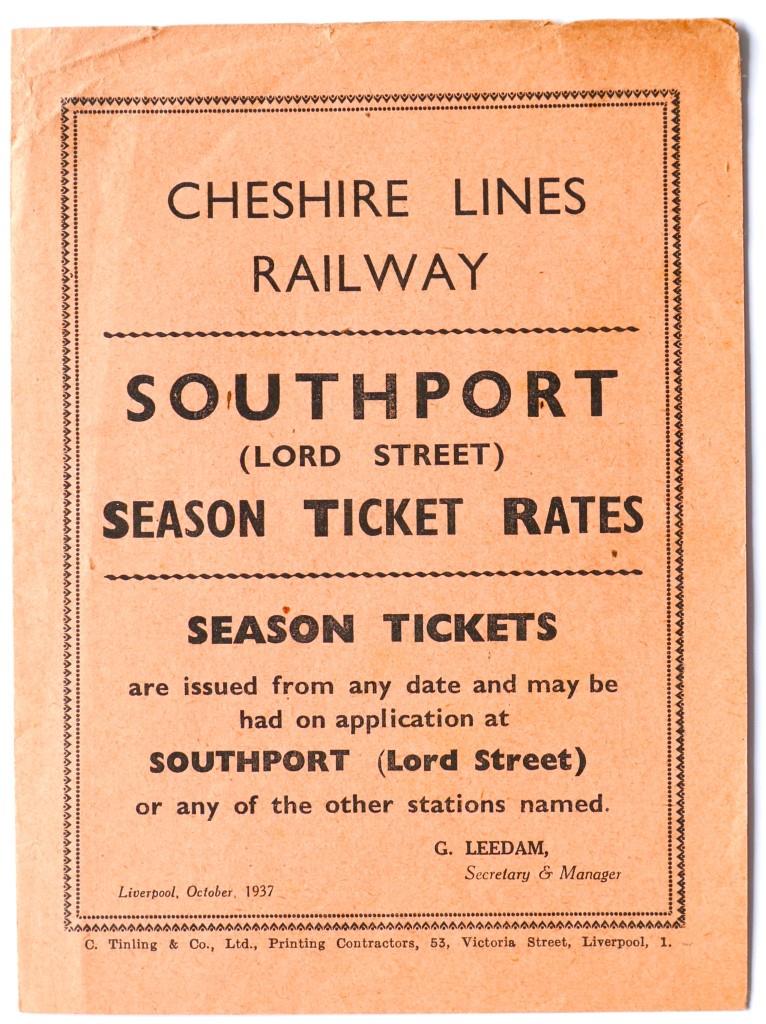 CHESHIRE LINES
RAILWAY
SOUTHPORT
(LORD STREET)
SEASON TICKET RATES
SEASON TICKETS
are issued from any date and may be
had on application at
SOUTHPORT (Lord Street)
or any of the other stations named.
G. LEEDAM,
Secretary & Manager
Liverpool, October, 1937
C. Tinling & Co., Ltd., Printing Contractors, 53, Victoria Street, Liverpool, 1.